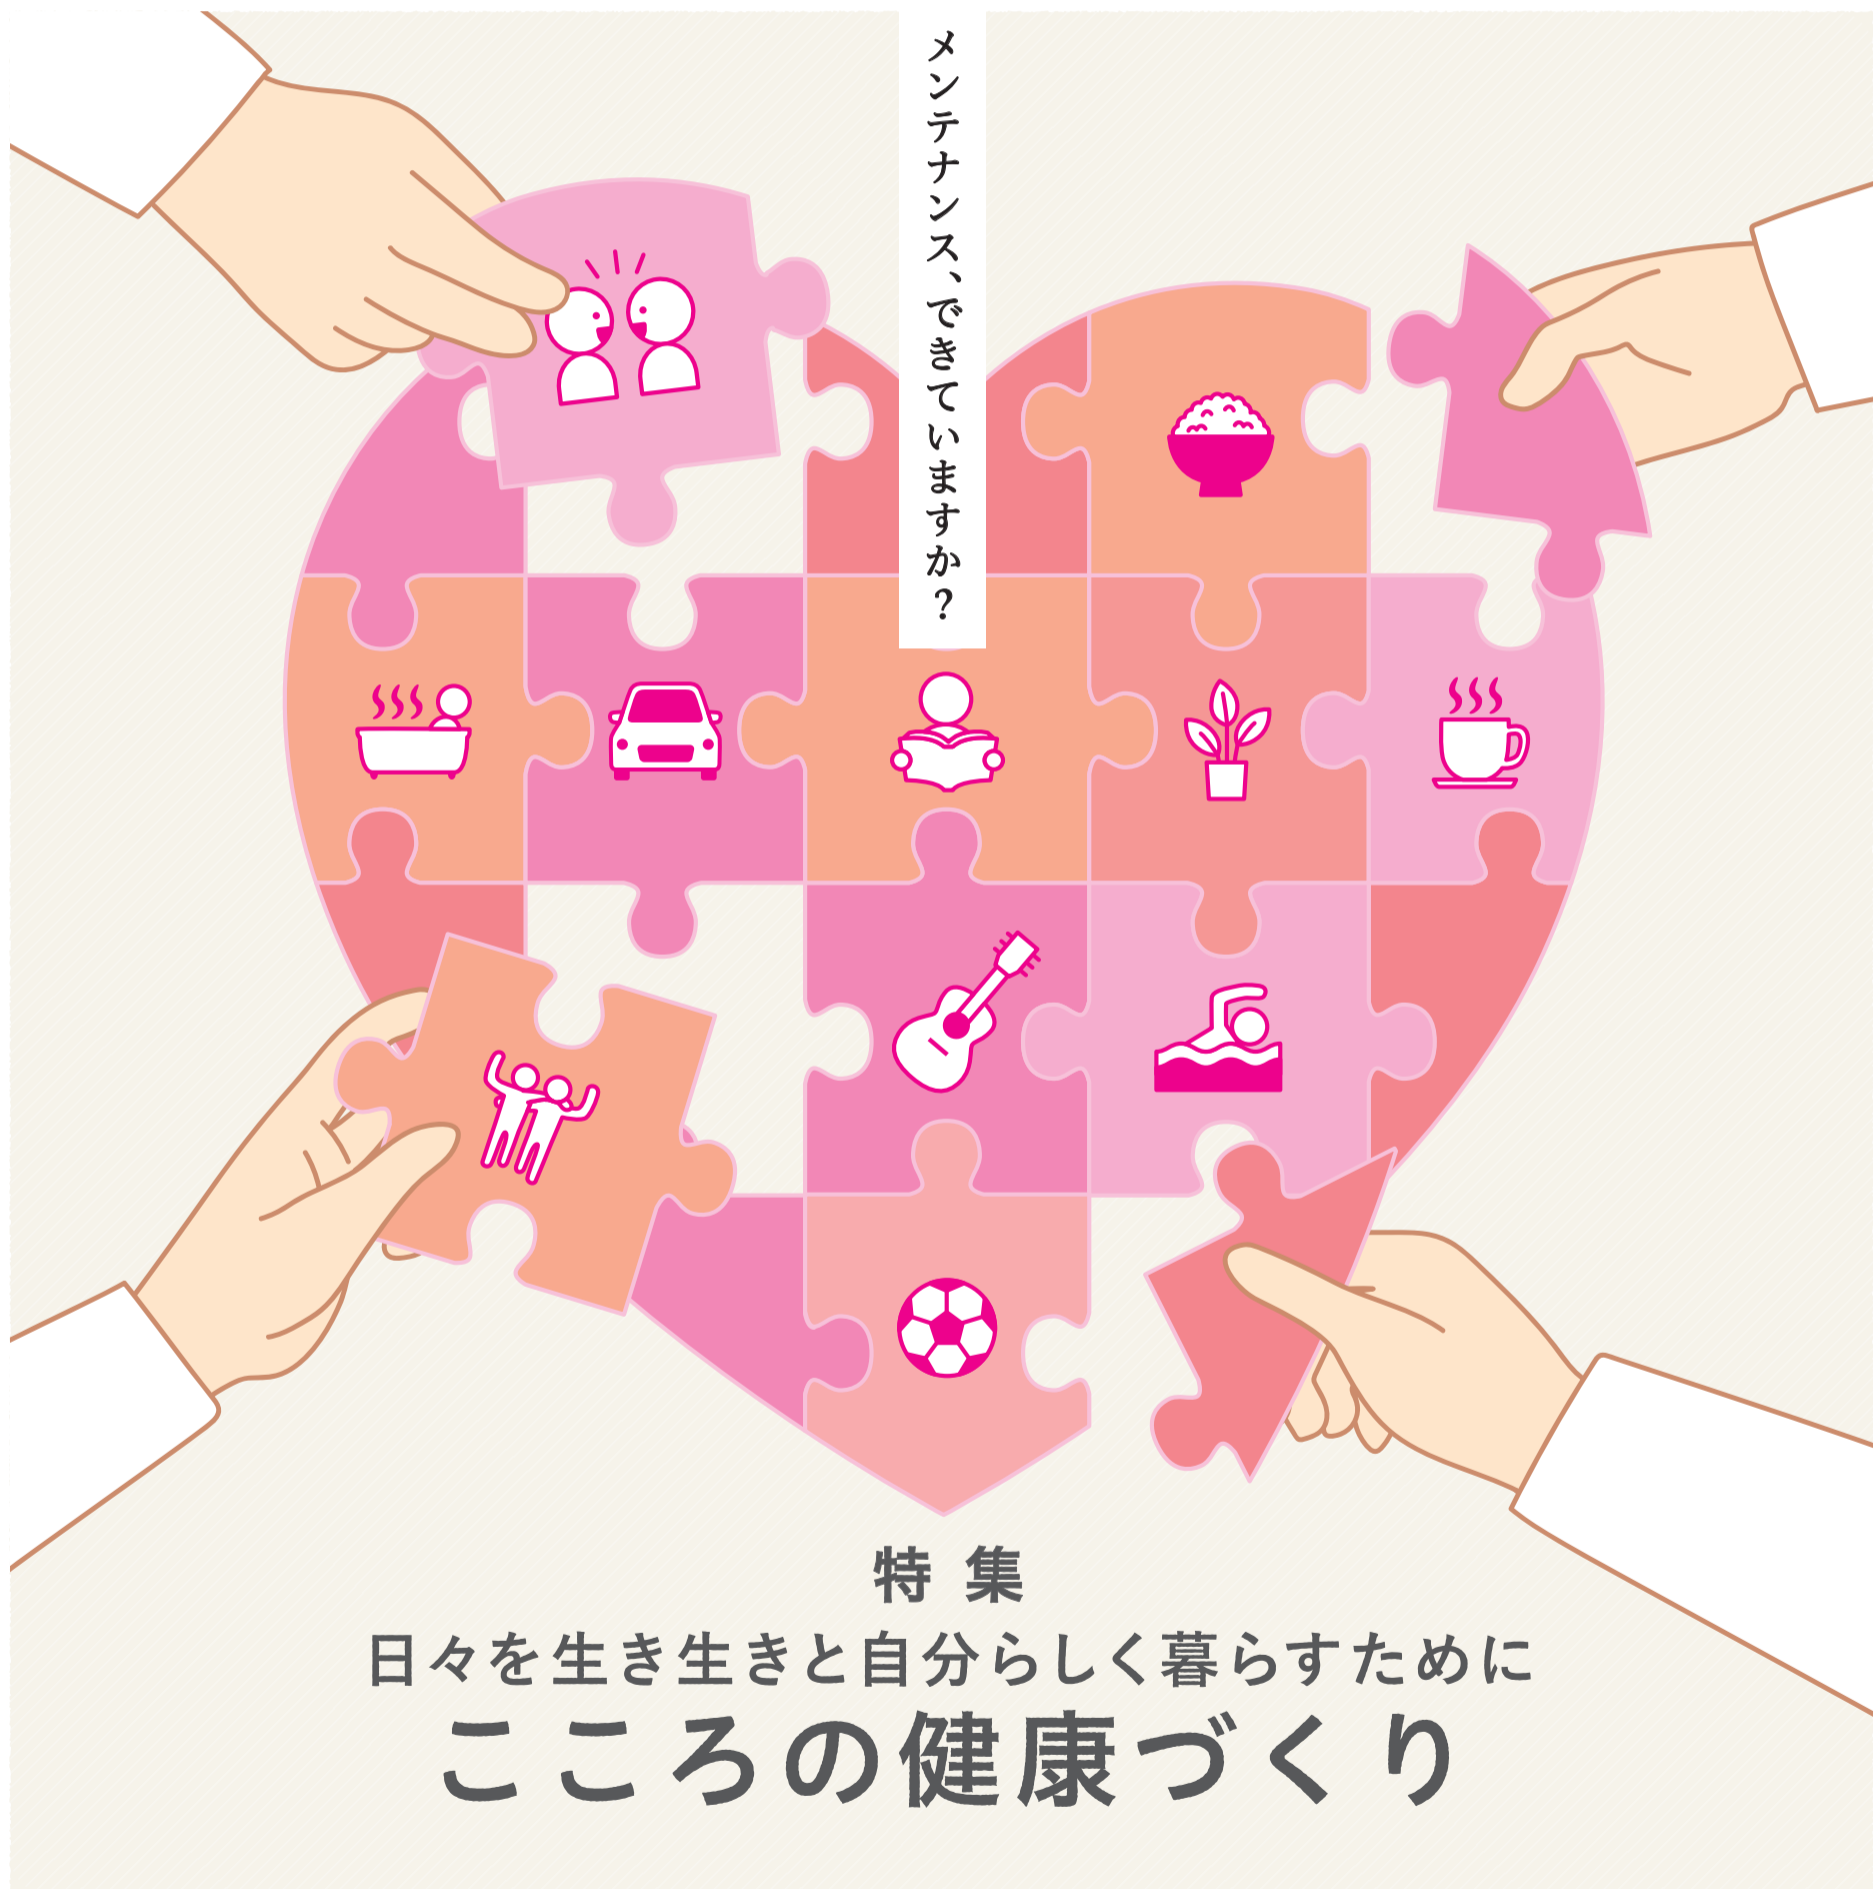 メンテナンス、できていますか？
特集
日々を生き生きと自分らしく暮らすために
こころの健康づくり